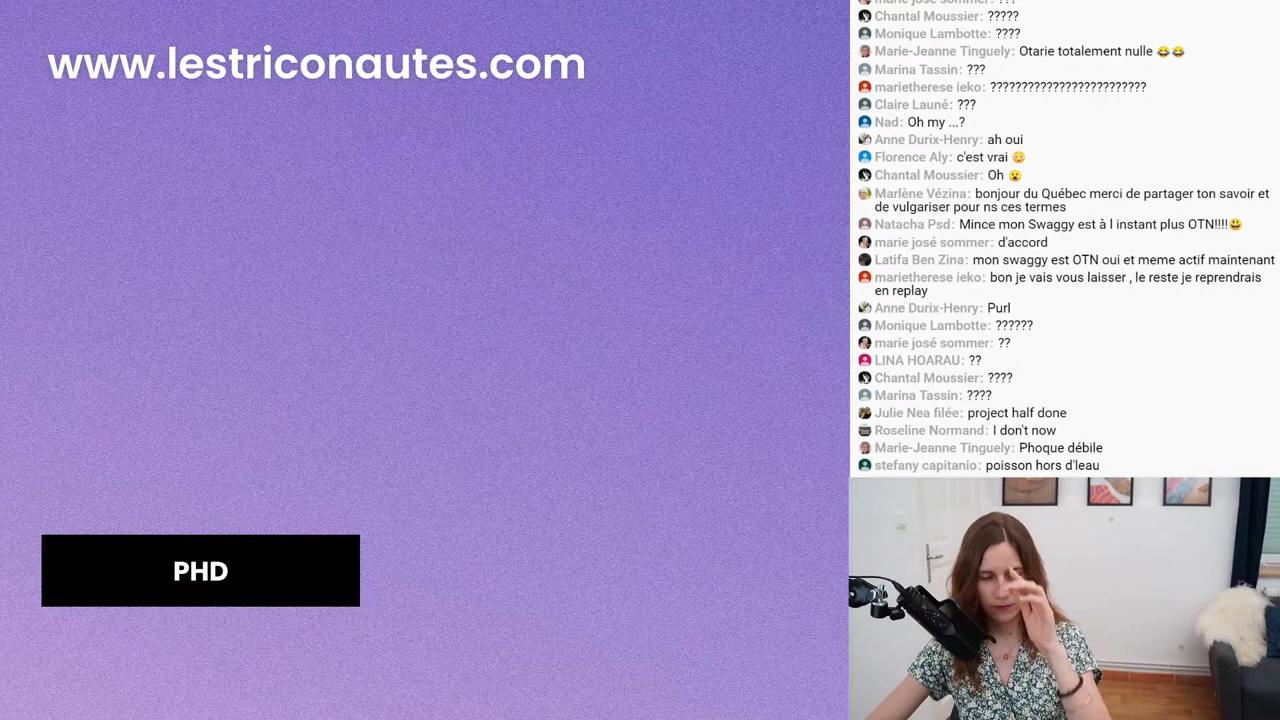 www.lestriconautes.com
PHD
Chantal Moussier: ?????
Monique Lambotte: ????
Marie-Jeanne Tinguely: Otarie totalement nulle 😂😂
Marina Tassin: ???
marietherese ieko: ?????????????????????????
Claire Launé: ???
Nad: Oh my ...?
Anne Durix-Henry: ah oui
Florence Aly: c'est vrai 😳
Chantal Moussier: Oh 😮
Marlène Vézina: bonjour du Québec merci de partager ton savoir et
de vulgariser pour ns ces termes
Natacha Psd: Mince mon Swaggy est à l instant plus OTN!!!!😃
marie josé sommer: d'accord
Latifa Ben Zina: mon swaggy est OTN oui et meme actif maintenant
marietherese ieko: bon je vais vous laisser , le reste je reprendrais
en replay
Anne Durix-Henry: Purl
Monique Lambotte: ??????
marie josé sommer: ??
LINA HOARAU: ??
Chantal Moussier: ????
Marina Tassin: ????
Julie Nea filée: project half done
Roseline Normand: I don't now
Marie-Jeanne Tinguely: Phoque débile
stefany capitanio: poisson hors d'leau